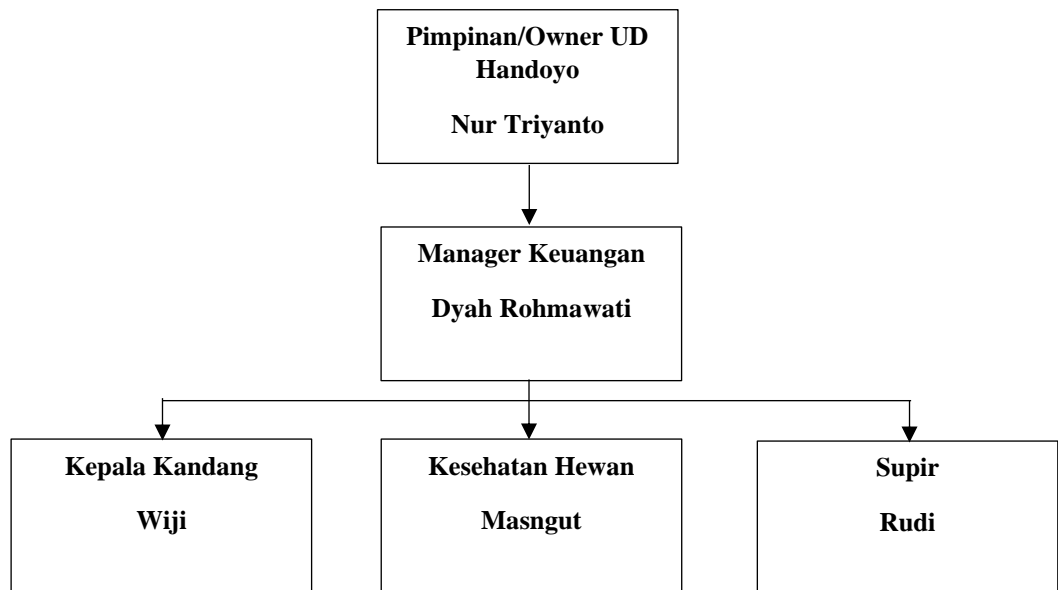 Pimpinan/Owner UD
Handoyo
Nur Triyanto
Manager Keuangan
Dyah Rohmawati
Kepala Kandang
Wiji
Kesehatan Hewan
Masngut
Supir
Rudi